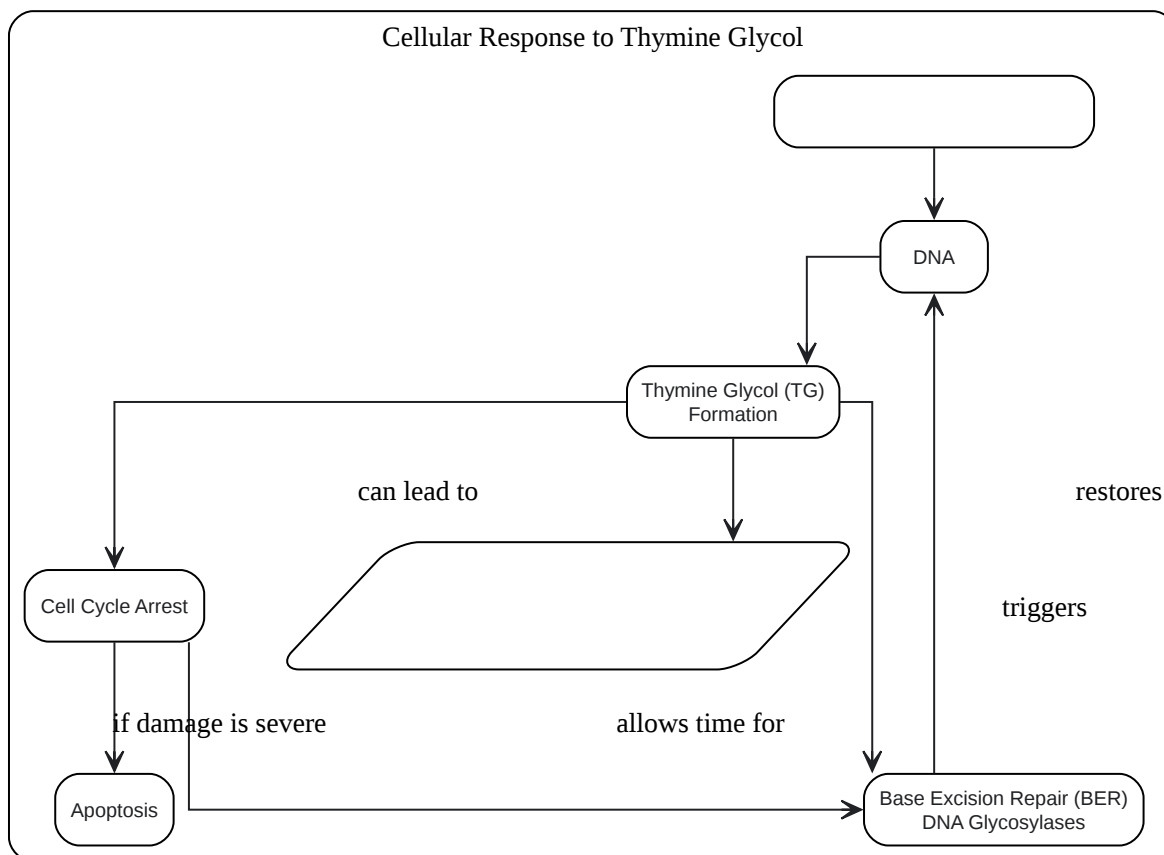 Cellular Response to Thymine Glycol
DNA
Thymine Glycol (TG)
Formation
can lead to
restores
Cell Cycle Arrest
triggers
if damage is severe
allows time for
Apoptosis
Base Excision Repair (BER)
DNA Glycosylases